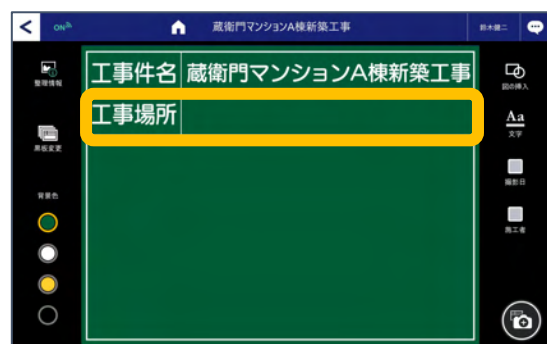 ON
蔵衛門マンションA棟新築工事
鈴木健二
整理情報
黒板変更
背景色
工事件名 蔵衛門マンションA棟新築工事
工事場所
図の挿入
Aa
文字
撮影日
施工者